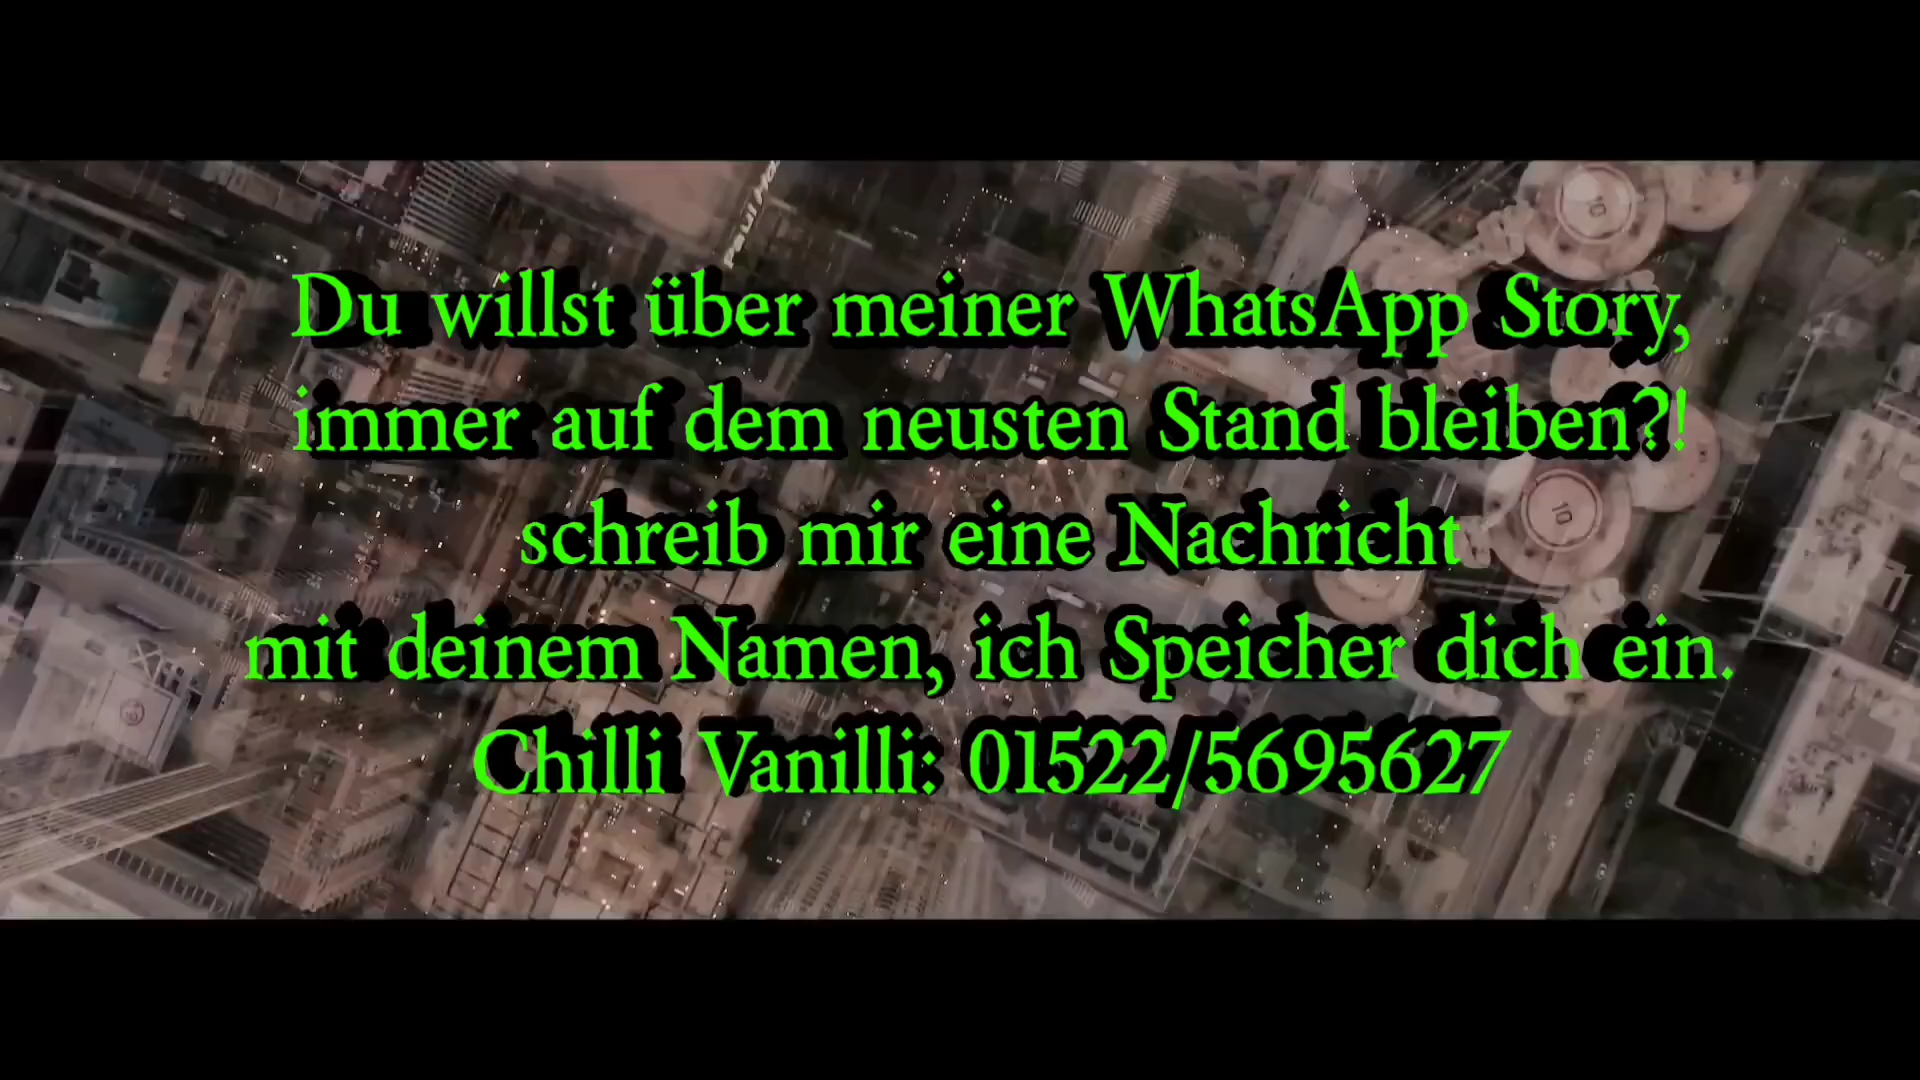 Du willst über meiner WhatsApp Story,
immer auf dem neusten Stand bleiben?!
schreib mir eine Nachricht
mit deinem Namen, ich Speicher dich ein.
Chilli Vanilli: 01522/5695627